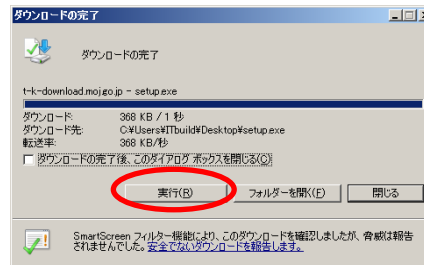 ダウンロードの完了
ダウンロードの完了
t-k-download.moj.go.jp - setup.exe
ダウンロード: 368 KB / 1 秒
ダウンロード先: C:¥Users¥ITbuild¥Desktop¥setup.exe
転送率: 368 KB/秒
ダウンロードの完了後、このダイアログ ボックスを閉じる(C)
実行(R) フォルダーを開く(F) 閉じる
SmartScreen フィルター機能により、このダウンロードを確認しましたが、脅威は報告
されませんでした。安全でないダウンロードを報告します。